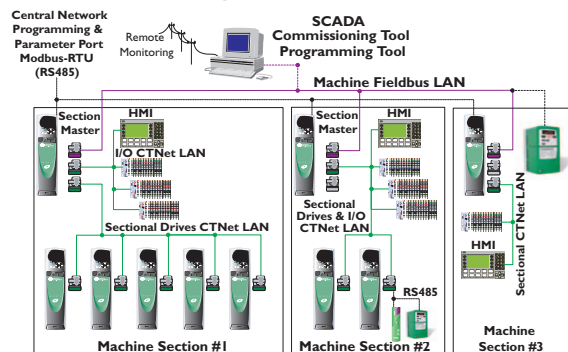 Central Network
Programming &
Parameter Port
Modbus-RTU
(RS485)
Remote
Monitoring
SCADA
Commissioning Tool
Programming Tool
Machine Fieldbus LAN
Section
Master
HMI
I/O CTNet LAN
Sectional Drives CTNet LAN
Machine Section #1
Section
Master
HMI
Sectional
Drives & I/O
CTNet LAN
RS485
Machine Section #2
Sectional CTNet LAN
HMI
Machine
Section #3